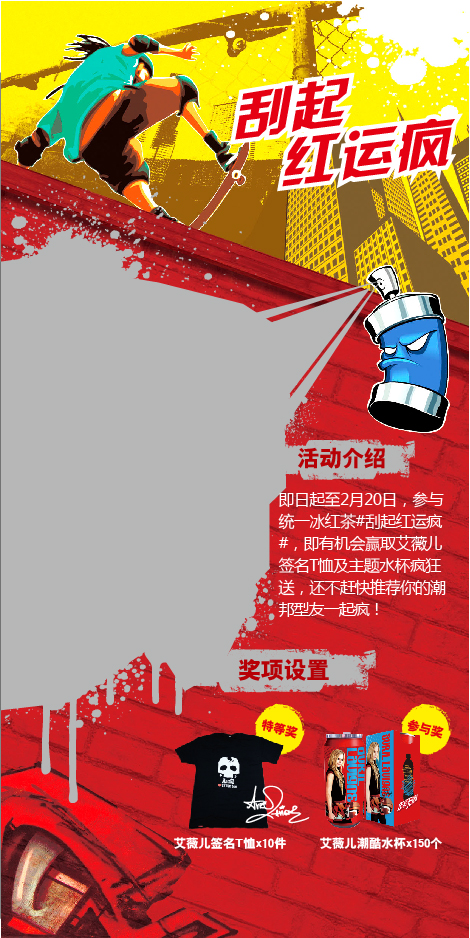 刮起
红运疯
活动介绍
即日起至2月20日，参与
统一冰红茶#刮起红运疯
#，即有机会赢取艾薇儿
签名T恤及主题水杯疯狂
送，还不赶快推荐你的潮
邦型友一起疯！
奖项设置
特等奖
参与奖
艾薇儿签名T恤x10件
艾薇儿潮酷水杯x150个